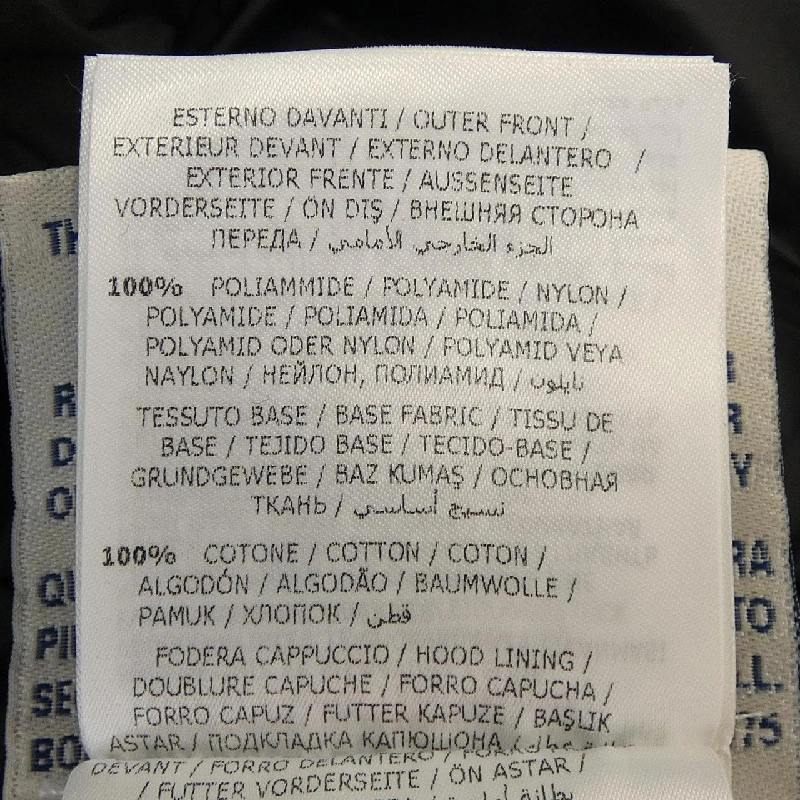 ESTERNO DAVANTI / OUTER FRONT /
EXTERIEUR DEVANT / EXTERNO DELANTERO /
EXTERIOR FRENTE / AUSSENSEITE
VORDERSEITE / ÖN DIŞ / ВНЕШНЯЯ СТОРОНА
ПЕРЕДА / الجزء الخارجي الأمامي
100% POLIAMMIDE / POLYAMIDE / NYLON /
POLYAMIDE / POLIAMIDA / POLIAMIDA /
POLYAMID ODER NYLON / POLYAMID VEYA
NAYLON / НЕЙЛОН, ПОЛИАМИД / نايلون
TESSUTO BASE / BASE FABRIC / TISSU DE
BASE / TEJIDO BASE / TECIDO-BASE /
GRUNDGEWEBE / BAZ KUMAŞ / ОСНОВНАЯ
ТКАНЬ / نسيج أساسي
100% COTONE / COTTON / COTON /
ALGODÓN / ALGODÃO / BAUMWOLLE /
PAMUK / ХЛОПОК / قطن
FODERA CAPPUCCIO / HOOD LINING /
DOUBLURE CAPUCHE / FORRO CAPUCHA /
FORRO CAPUZ / FUTTER KAPUZE / BAŞLIK
ASTAR / ПОДКЛАДКА КАПЮШОНА /
DEVANT / FORRO DELANTERO /
/ FUTTER VORDERSEITE / ÖN ASTAR /